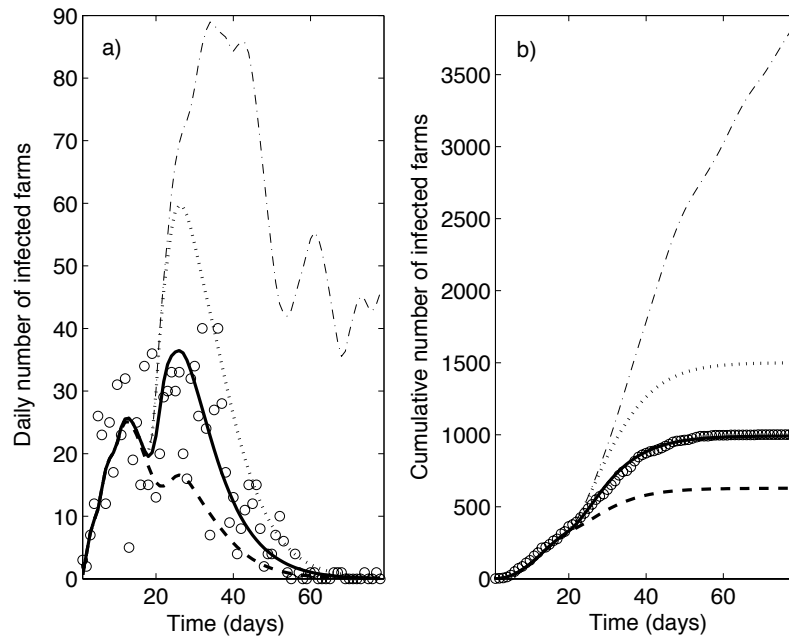 a)
Daily number of infected farms
90
80
70
60
50
40
30
20
10
0
20 40 60
Time (days)
b)
Cumulative number of infected farms
3500
3000
2500
2000
1500
1000
500
0
20 40 60
Time (days)